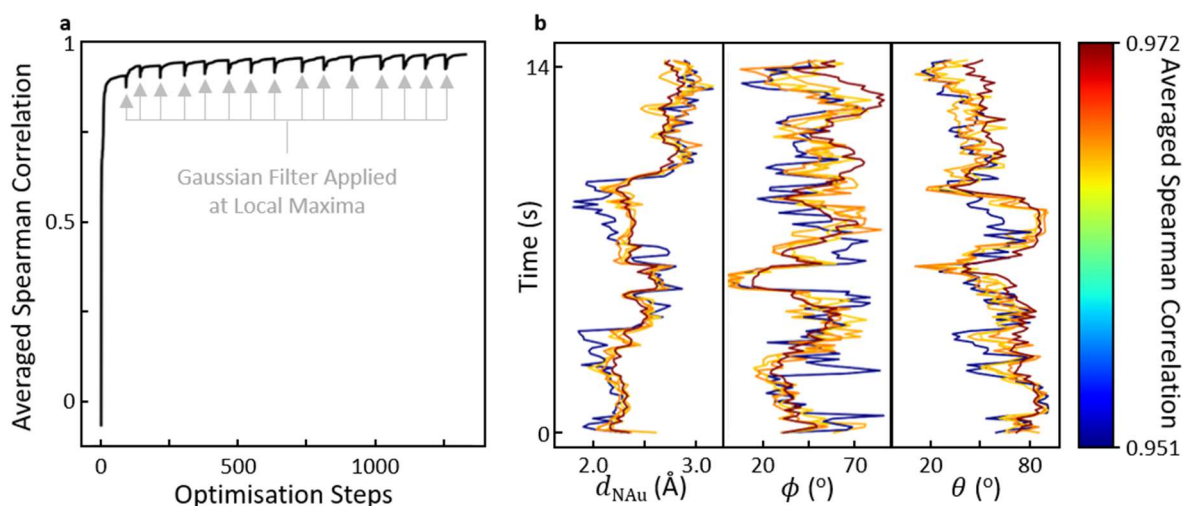 a
Averaged Spearman Correlation
1
0.5
0
Gaussian Filter Applied
at Local Maxima
0
500
1000
Optimisation Steps
b
Time (s)
14
0
2.0
3.0
d_NAu (Å)
20
70
ϕ (°)
20
80
θ (°)
0.972
0.951
Averaged Spearman Correlation